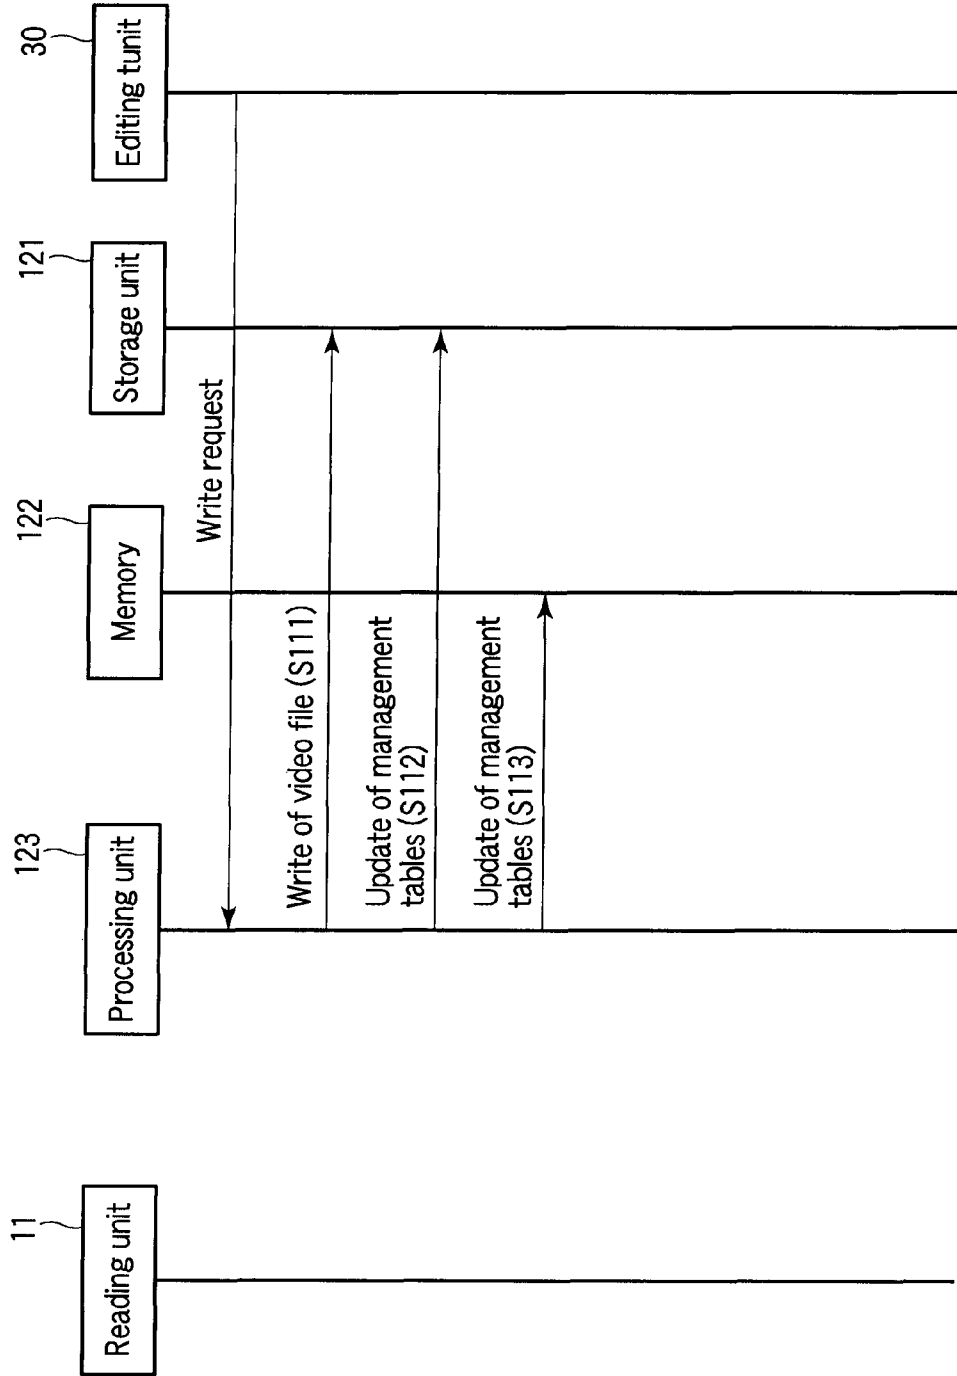 11
Reading unit
123
Processing unit
122
Memory
121
Storage unit
30
Editing tunit
Write request
Write of video file (S111)
Update of management
tables (S112)
Update of management
tables (S113)